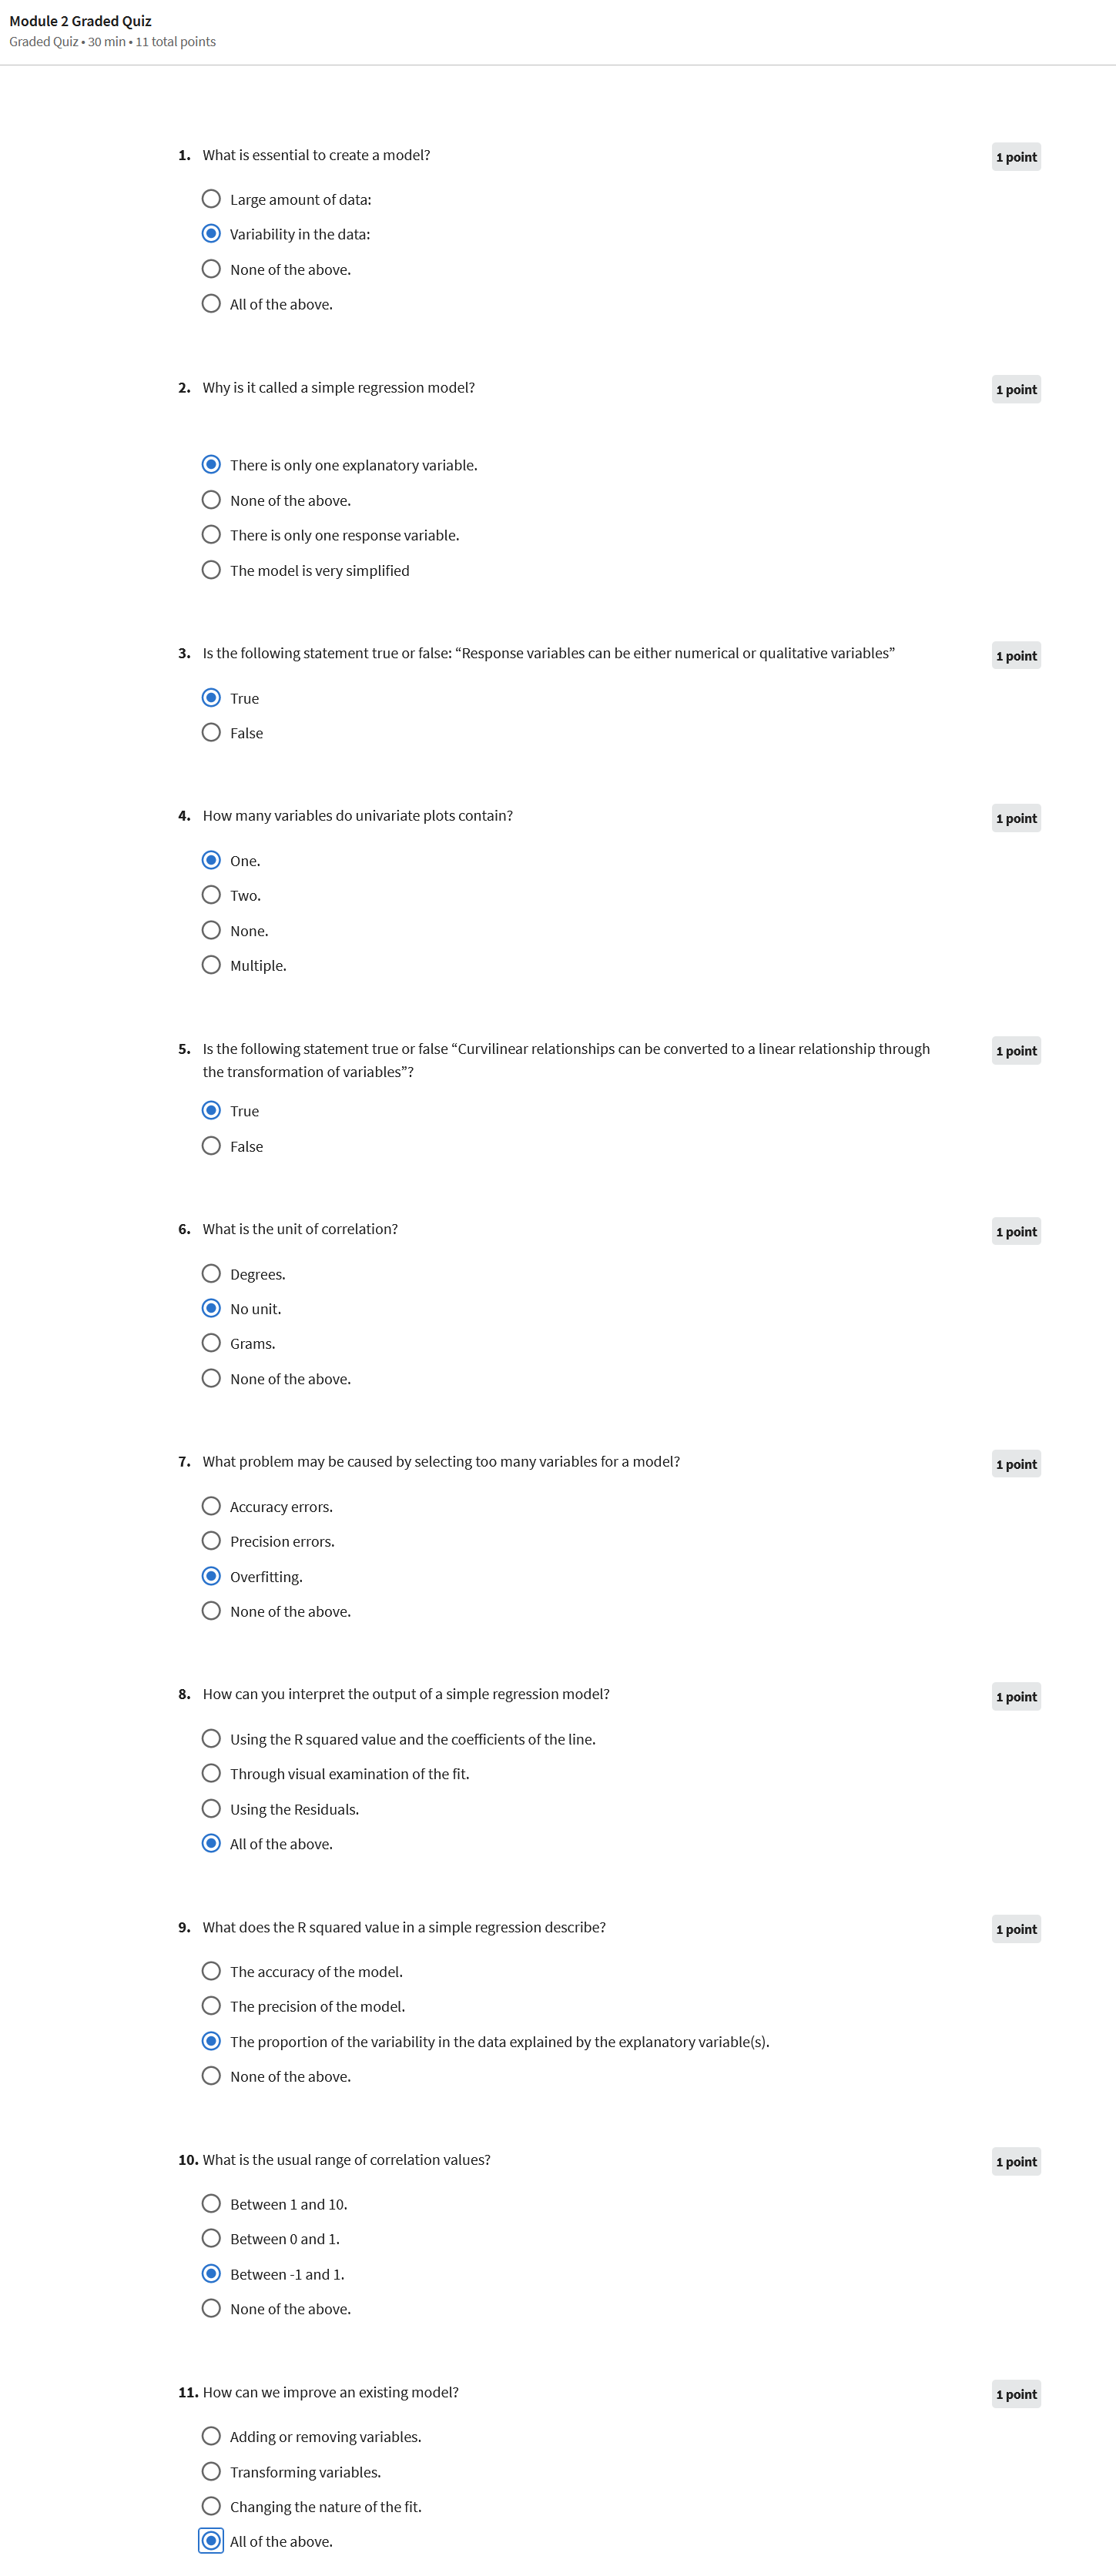 Module 2 Graded Quiz
Graded Quiz • 30 min • 11 total points
1. What is essential to create a model? 1 point
Large amount of data:
Variability in the data:
None of the above.
All of the above.
2. Why is it called a simple regression model? 1 point
There is only one explanatory variable.
None of the above.
There is only one response variable.
The model is very simplified
3. Is the following statement true or false: “Response variables can be either numerical or qualitative variables” 1 point
True
False
4. How many variables do univariate plots contain? 1 point
One.
Two.
None.
Multiple.
5. Is the following statement true or false “Curvilinear relationships can be converted to a linear relationship through 1 point
the transformation of variables”?
True
False
6. What is the unit of correlation? 1 point
Degrees.
No unit.
Grams.
None of the above.
7. What problem may be caused by selecting too many variables for a model? 1 point
Accuracy errors.
Precision errors.
Overfitting.
None of the above.
8. How can you interpret the output of a simple regression model? 1 point
Using the R squared value and the coefficients of the line.
Through visual examination of the fit.
Using the Residuals.
All of the above.
9. What does the R squared value in a simple regression describe? 1 point
The accuracy of the model.
The precision of the model.
The proportion of the variability in the data explained by the explanatory variable(s).
None of the above.
10. What is the usual range of correlation values? 1 point
Between 1 and 10.
Between 0 and 1.
Between -1 and 1.
None of the above.
11. How can we improve an existing model? 1 point
Adding or removing variables.
Transforming variables.
Changing the nature of the fit.
All of the above.